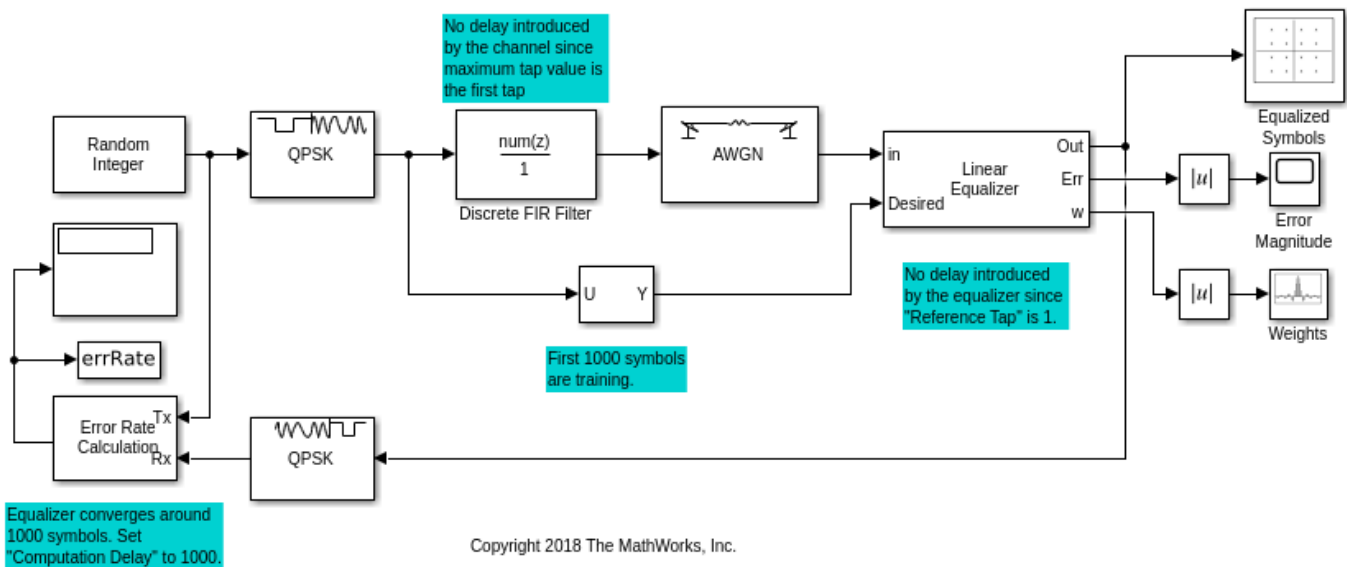 No delay introduced
by the channel since
maximum tap value is
the first tap
Random
Integer
QPSK
num(z)
1
Discrete FIR Filter
AWGN
in
Desired
Linear
Equalizer
Out
Err
w
Equalized
Symbols
|u|
Error
Magnitude
|u|
Weights
U
Y
No delay introduced
by the equalizer since
"Reference Tap" is 1.
First 1000 symbols
are training.
errRate
Error Rate
Calculation
Tx
Rx
QPSK
Equalizer converges around
1000 symbols. Set
"Computation Delay" to 1000.
Copyright 2018 The MathWorks, Inc.